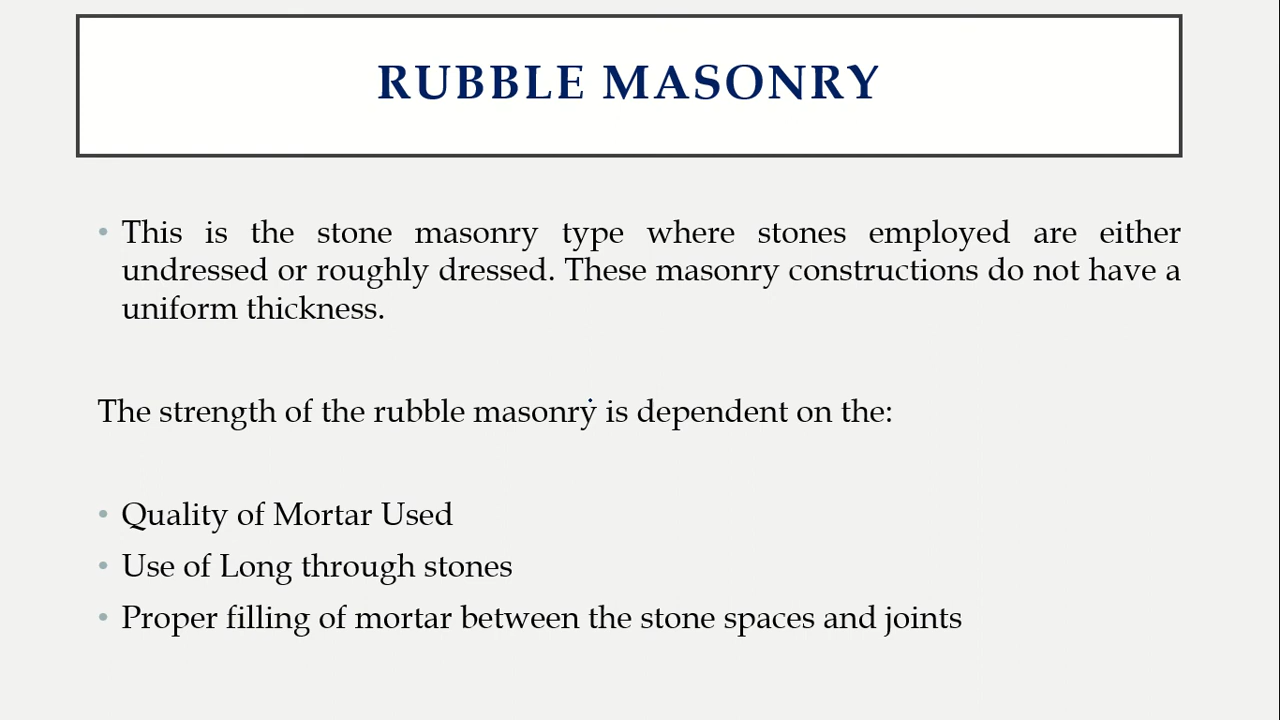 RUBBLE MASONRY
• This is the stone masonry type where stones employed are either
undressed or roughly dressed. These masonry constructions do not have a
uniform thickness.
The strength of the rubble masonry is dependent on the:
• Quality of Mortar Used
• Use of Long through stones
• Proper filling of mortar between the stone spaces and joints